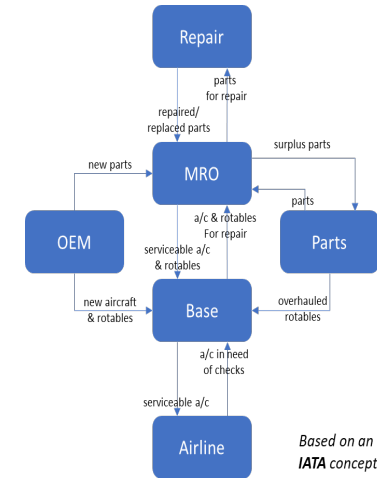 Repair
parts
for repair
repaired/
replaced parts
surplus parts
new parts
MRO
parts
a/c & rotables
For repair
OEM
Parts
serviceable a/c
& rotables
new aircraft
& rotables
Base
overhauled
rotables
a/c in need
of checks
serviceable a/c
Airline
Based on an
IATA concept